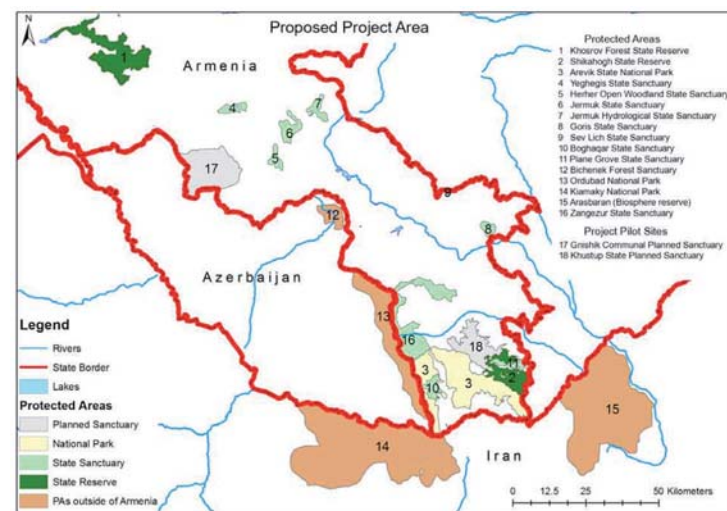 Proposed Project Area
N
Armenia
Azerbaijan
Iran
1
4
7
6
5
17
12
9
8
13
16
18
11
3
3
2
10
14
15
Protected Areas
1 Khosrov Forest State Reserve
2 Shikahogh State Reserve
3 Arevik State National Park
4 Yeghegis State Sanctuary
5 Herher Open Woodland State Sanctuary
6 Jermuk State Sanctuary
7 Jermuk Hydrological State Sanctuary
8 Goris State Sanctuary
9 Sev Lich State Sanctuary
10 Boghaqar State Sanctuary
11 Plane Grove State Sanctuary
12 Bichenek Forest Sanctuary
13 Ordubad National Park
14 Kiamaky National Park
15 Arasbaran (Biosphere reserve)
16 Zangezur State Sanctuary
Project Pilot Sites
17 Gnishik Communal Planned Sanctuary
18 Khustup State Planned Sanctuary
Legend
Rivers
State Border
Lakes
Protected Areas
Planned Sanctuary
National Park
State Sanctuary
State Reserve
PAs outside of Armenia
0 12.5 25 50 Kilometers